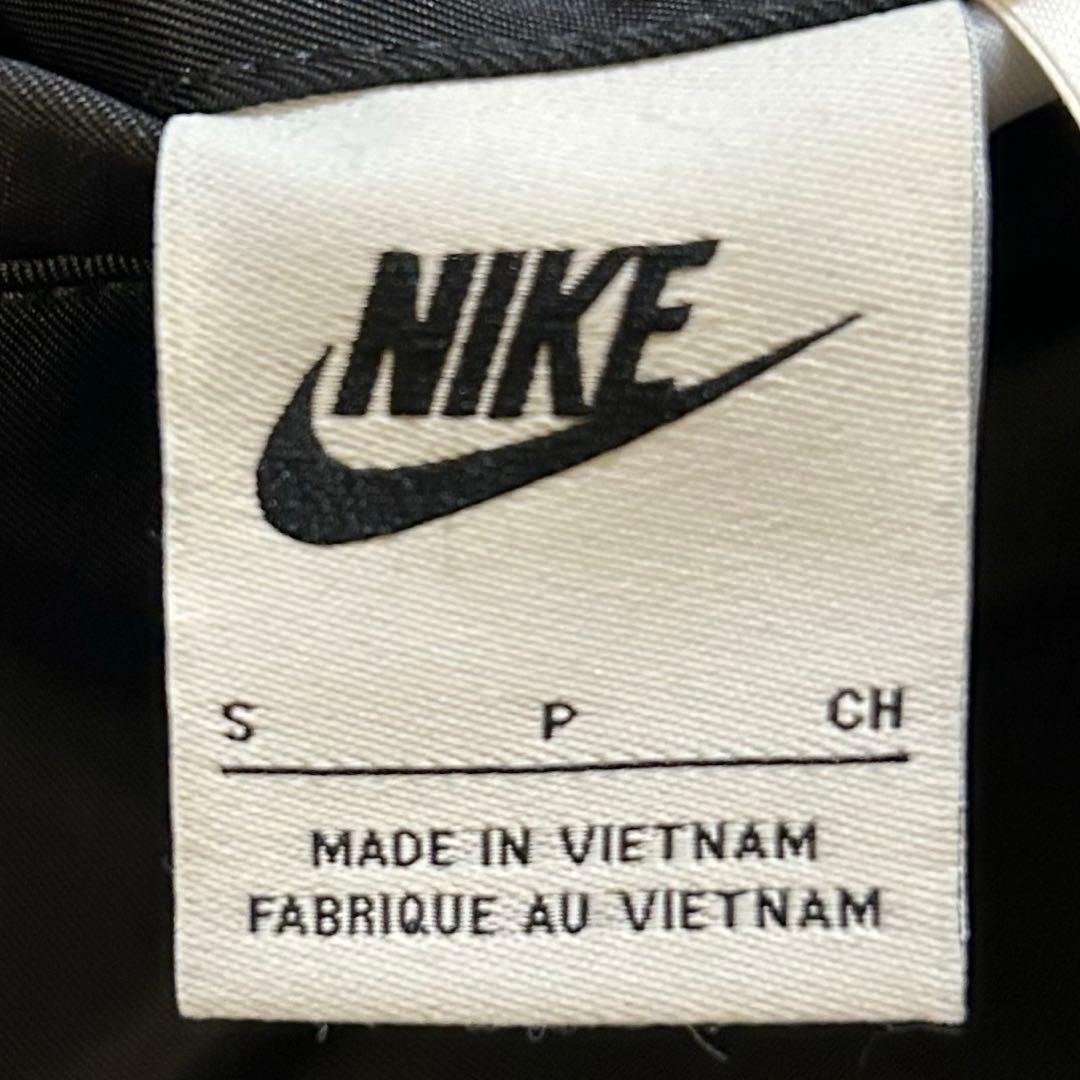 NIKE
S P CH
MADE IN VIETNAM
FABRIQUE AU VIETNAM